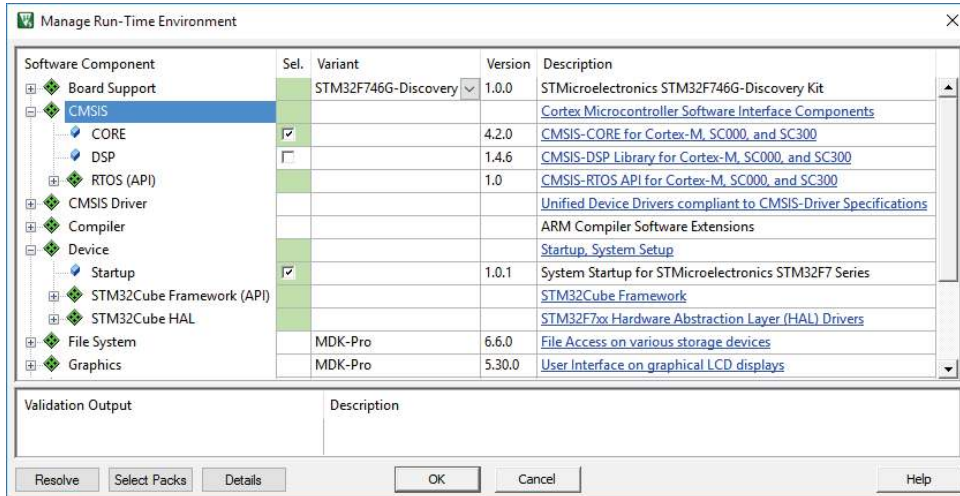 Manage Run-Time Environment
Software Component Sel. Variant Version Description
Board Support STM32F746G-Discovery 1.0.0 STMicroelectronics STM32F746G-Discovery Kit
CMSIS Cortex Microcontroller Software Interface Components
CORE 4.2.0 CMSIS-CORE for Cortex-M, SC000, and SC300
DSP 1.4.6 CMSIS-DSP Library for Cortex-M, SC000, and SC300
RTOS (API) 1.0 CMSIS-RTOS API for Cortex-M, SC000, and SC300
CMSIS Driver Unified Device Drivers compliant to CMSIS-Driver Specifications
Compiler ARM Compiler Software Extensions
Device Startup, System Setup
Startup 1.0.1 System Startup for STMicroelectronics STM32F7 Series
STM32Cube Framework (API) STM32Cube Framework
STM32Cube HAL STM32F7xx Hardware Abstraction Layer (HAL) Drivers
File System MDK-Pro 6.6.0 File Access on various storage devices
Graphics MDK-Pro 5.30.0 User Interface on graphical LCD displays
Validation Output Description
Resolve Select Packs Details OK Cancel Help